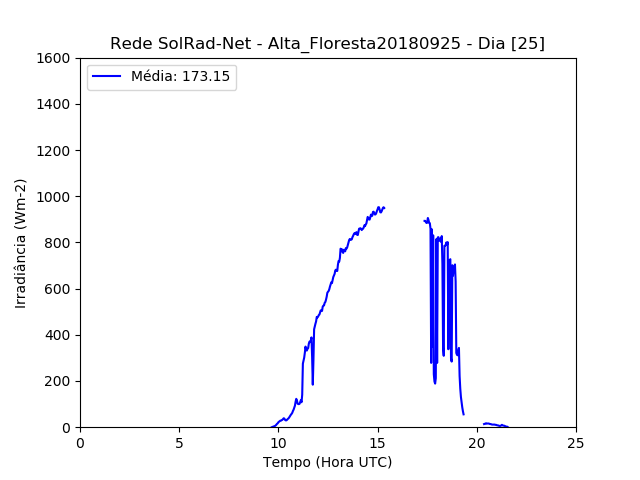 Rede SolRad-Net - Alta_Floresta20180925 - Dia [25]
Média: 173.15
1600
1400
1200
1000
800
600
400
200
0
Irradiância (Wm-2)
0 5 10 15 20 25
Tempo (Hora UTC)